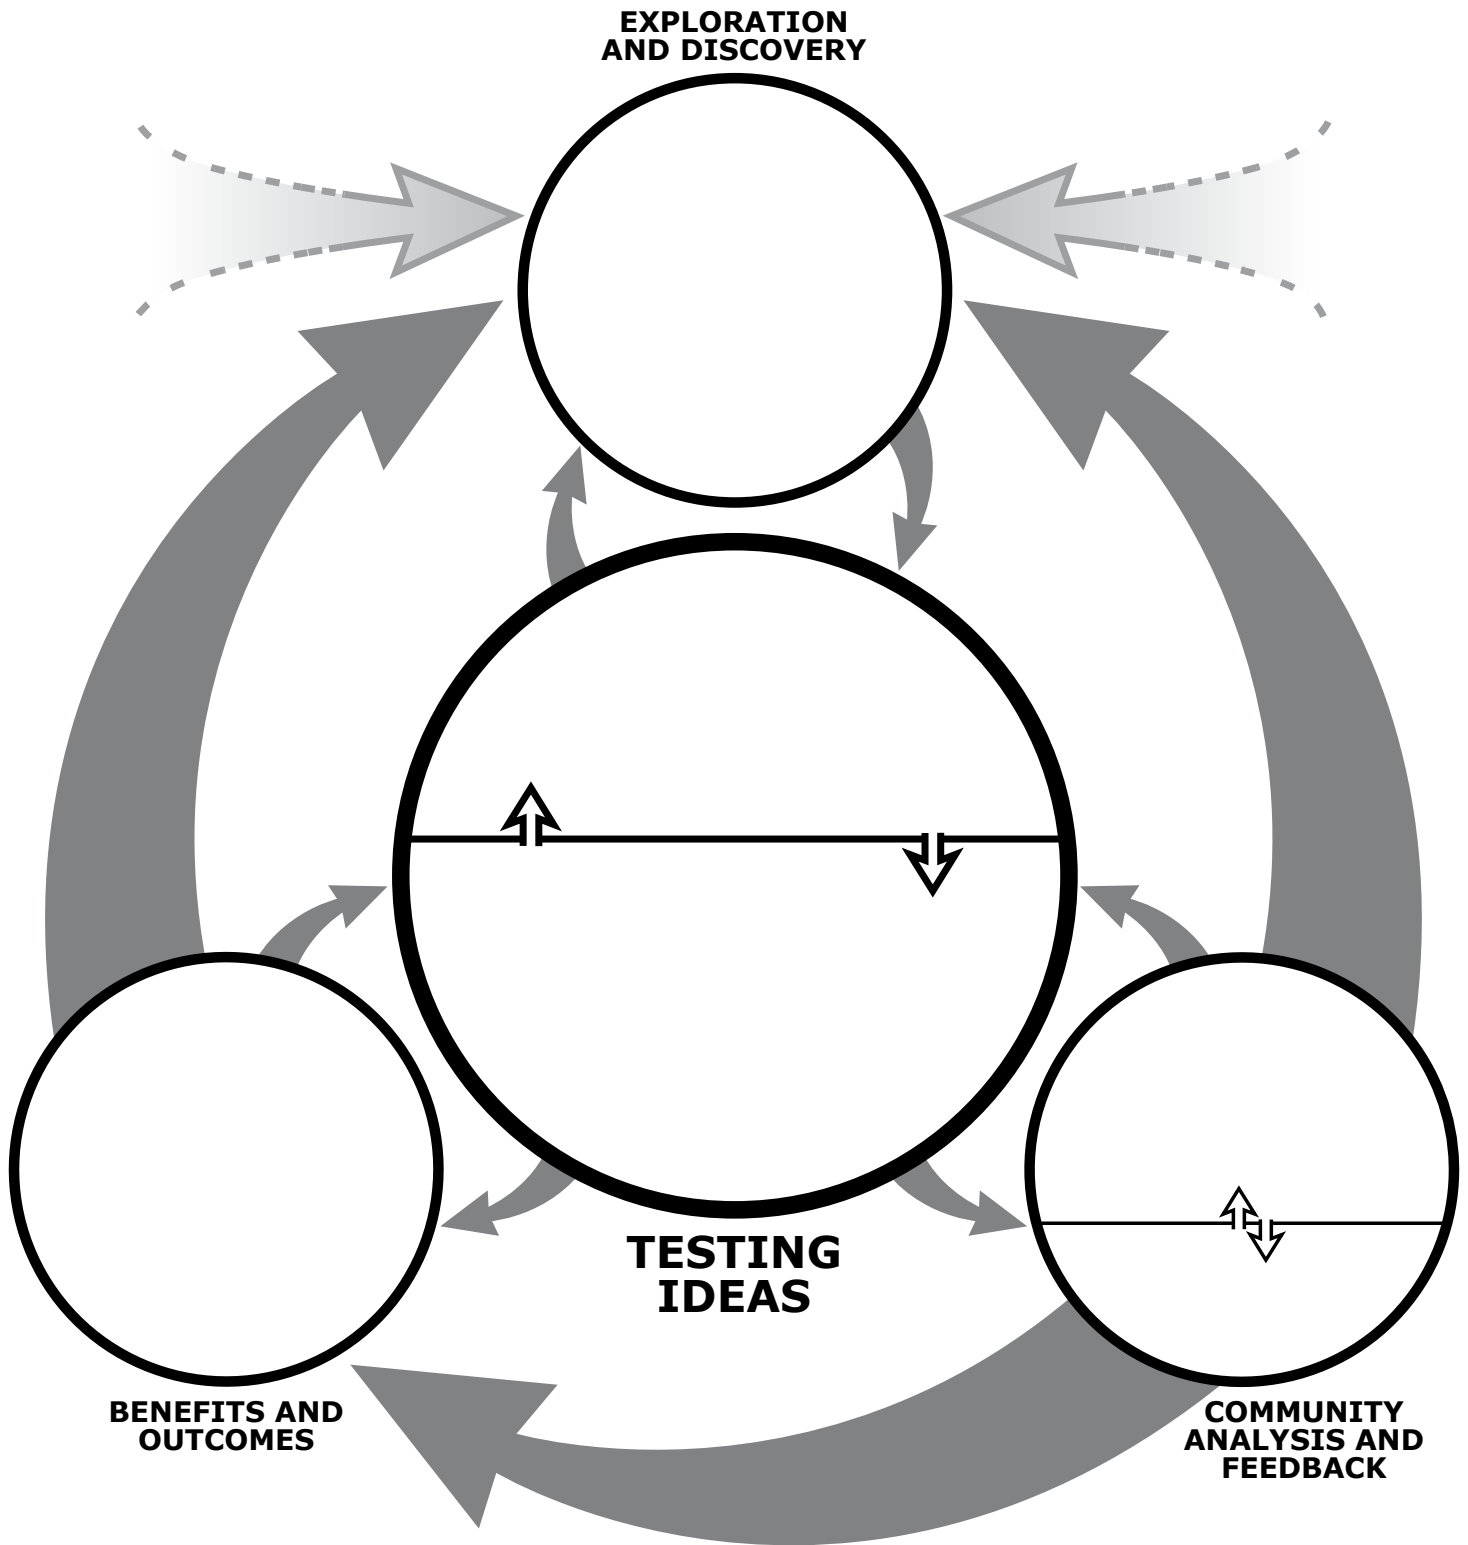 EXPLORATION
AND DISCOVERY
TESTING
IDEAS
BENEFITS AND
OUTCOMES
COMMUNITY
ANALYSIS AND
FEEDBACK